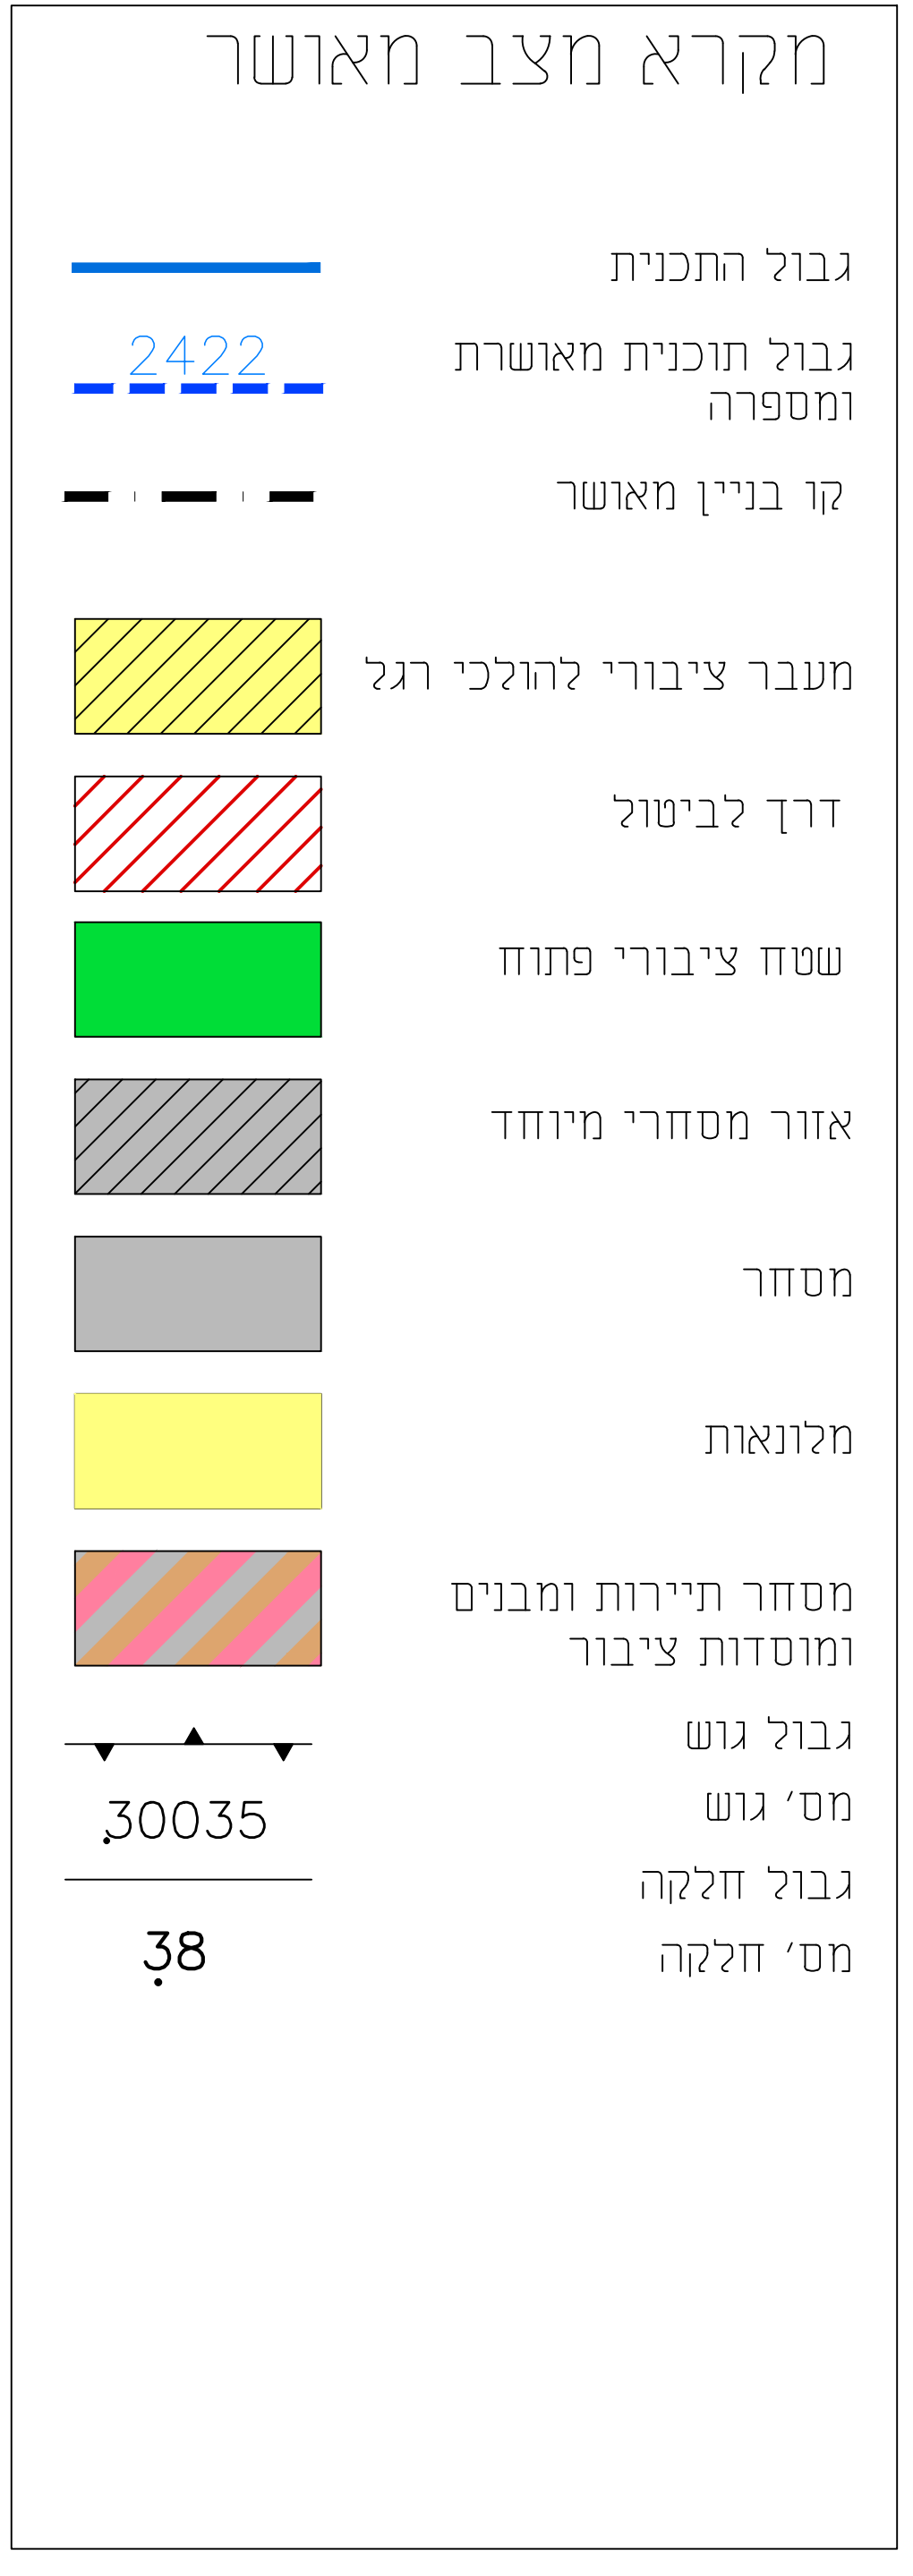 מקרא מצב מאושר
גבול התכנית
גבול תוכנית מאושרת
2422
ומספרה
קו בניין מאושר
מעבר ציבורי להולכי רגל
דרך לביטול
שטח ציבורי פתוח
אזור מסחרי מיוחד
מסחר
מלונאות
מסחר תיירות ומבנים
ומוסדות ציבור
גבול גוש
מס' גוש
30035
גבול חלקה
מס' חלקה
38